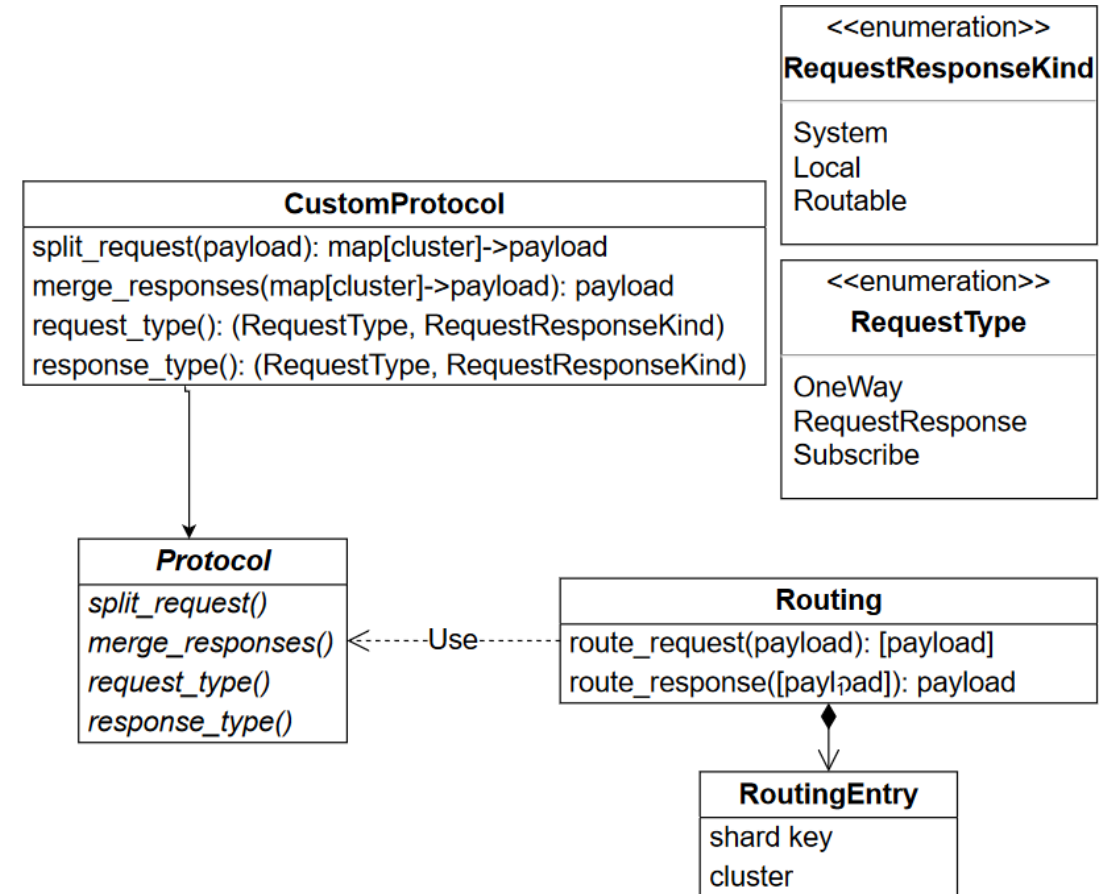 <<enumeration>>
RequestResponseKind
System
Local
Routable
CustomProtocol
split_request(payload): map[cluster]->payload
merge_responses(map[cluster]->payload): payload
request_type(): (RequestType, RequestResponseKind)
response_type(): (RequestType, RequestResponseKind)
<<enumeration>>
RequestType
OneWay
RequestResponse
Subscribe
Protocol
split_request()
merge_responses()
request_type()
response_type()
Use
Routing
route_request(payload): [payload]
route_response([payload]): payload
RoutingEntry
shard key
cluster